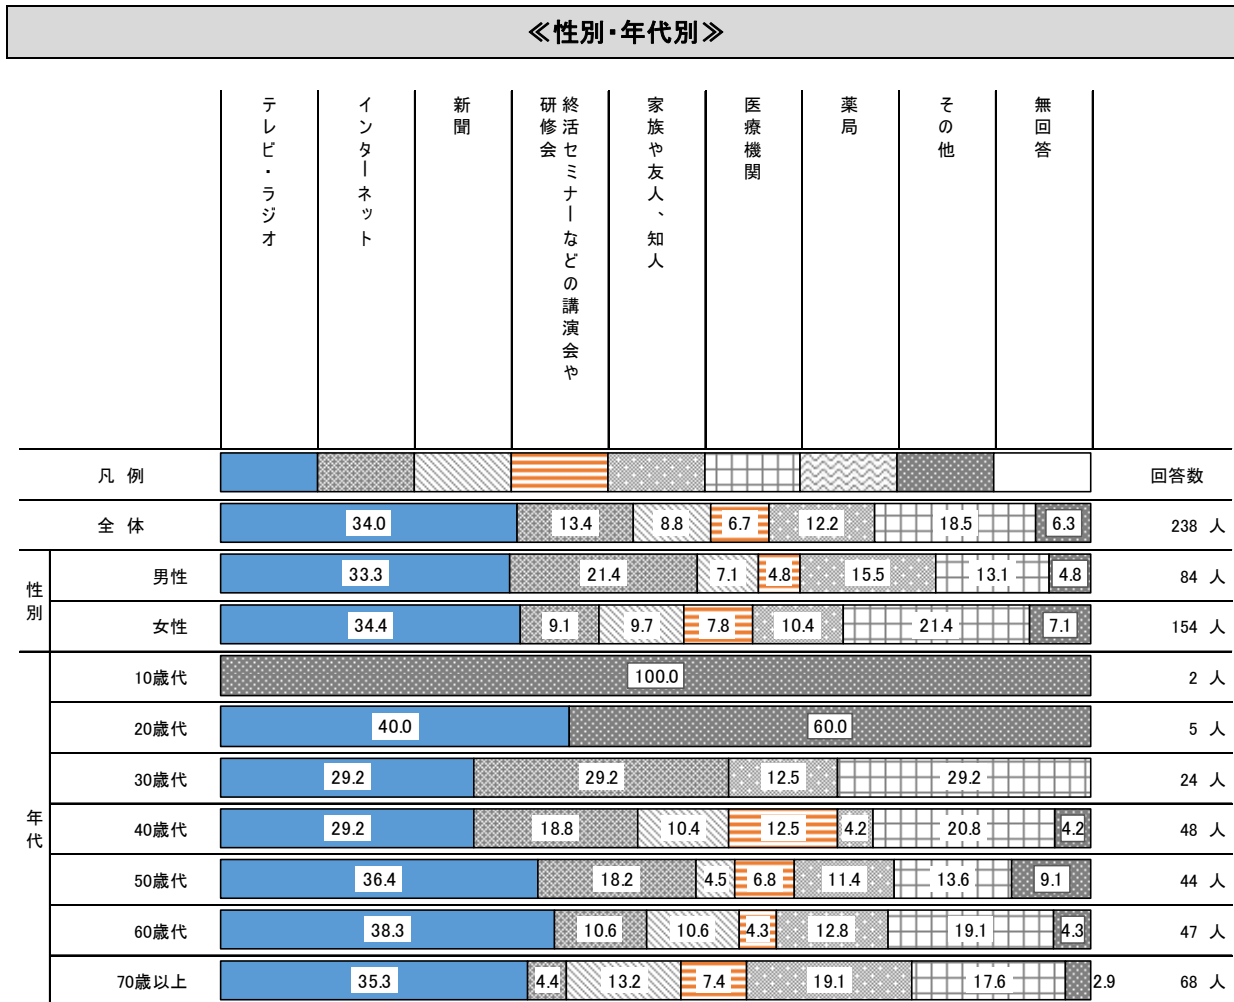 ≪性別・年代別≫
テレビ・ラジオ
インターネット
新聞
終活セミナーなどの講演会や
研修会
家族や友人、知人
医療機関
薬局
その他
無回答
凡 例
回答数
全 体 34.0 13.4 8.8 6.7 12.2 18.5 6.3 238 人
性別
男性 33.3 21.4 7.1 4.8 15.5 13.1 4.8 84 人
女性 34.4 9.1 9.7 7.8 10.4 21.4 7.1 154 人
年代
10歳代 100.0 2 人
20歳代 40.0 60.0 5 人
30歳代 29.2 29.2 12.5 29.2 24 人
40歳代 29.2 18.8 10.4 12.5 4.2 20.8 4.2 48 人
50歳代 36.4 18.2 4.5 6.8 11.4 13.6 9.1 44 人
60歳代 38.3 10.6 10.6 4.3 12.8 19.1 4.3 47 人
70歳以上 35.3 4.4 13.2 7.4 19.1 17.6 2.9 68 人